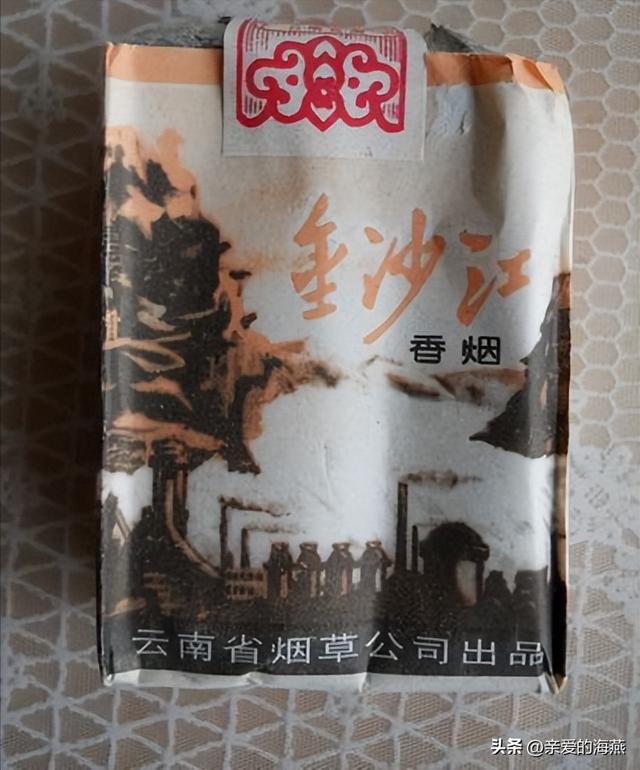 金沙江
香烟
云南省烟草公司出品
头条 @亲爱的海燕